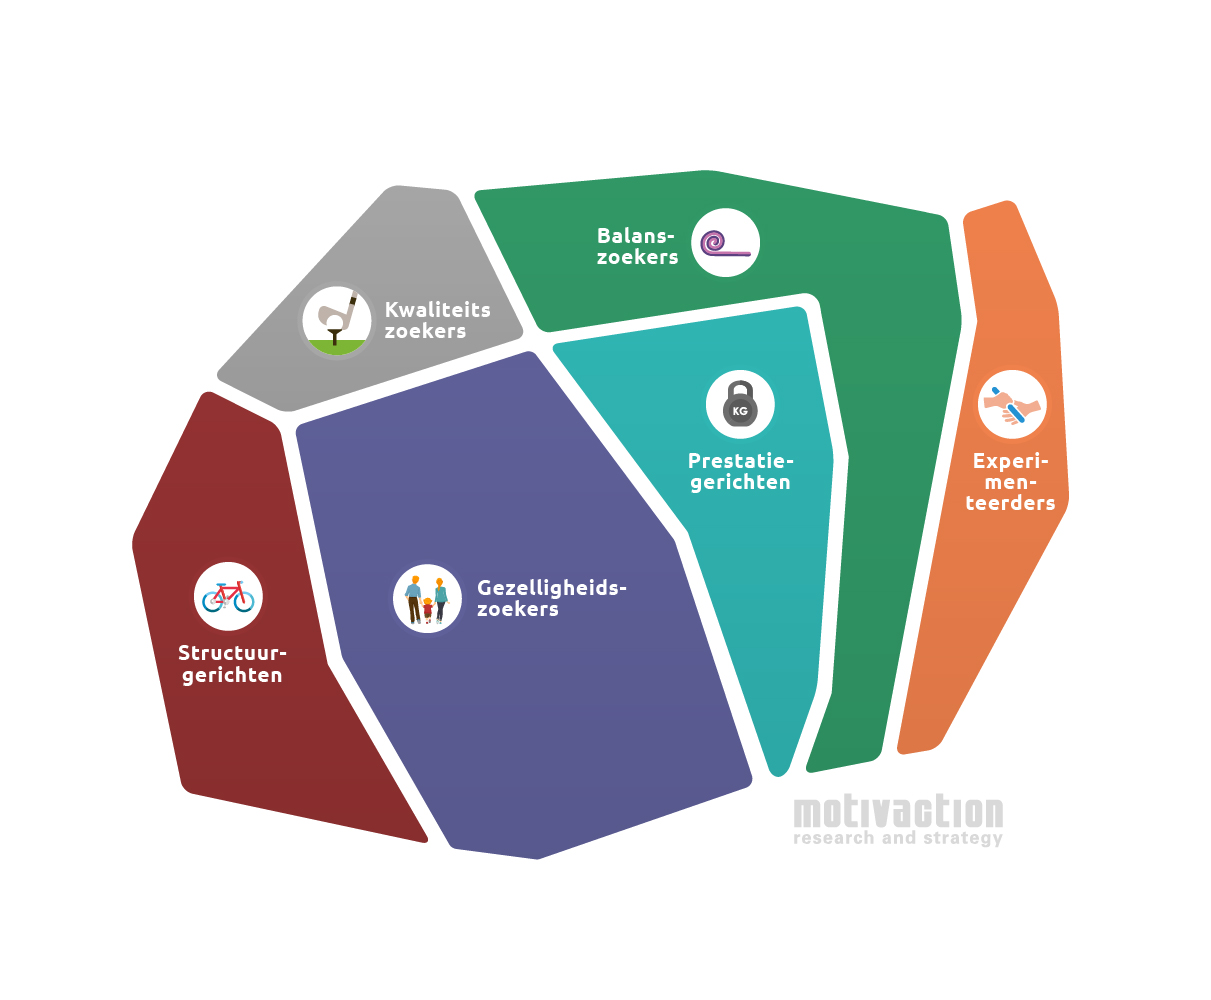 Balans-
zoekers
Kwaliteits
zoekers
KG
Prestatie-
gerichten
Experi-
men-
teerders
Gezelligheids-
zoekers
Structuur-
gerichten
motivaction
research and strategy